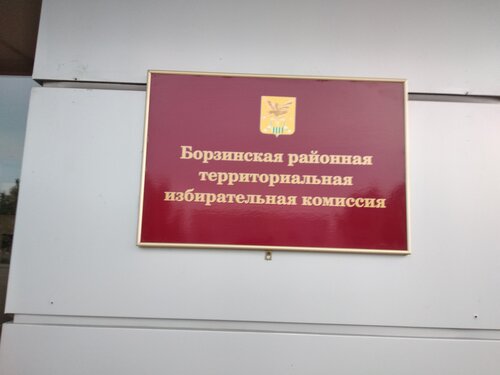 Борзинская районная
территориальная
избирательная комиссия